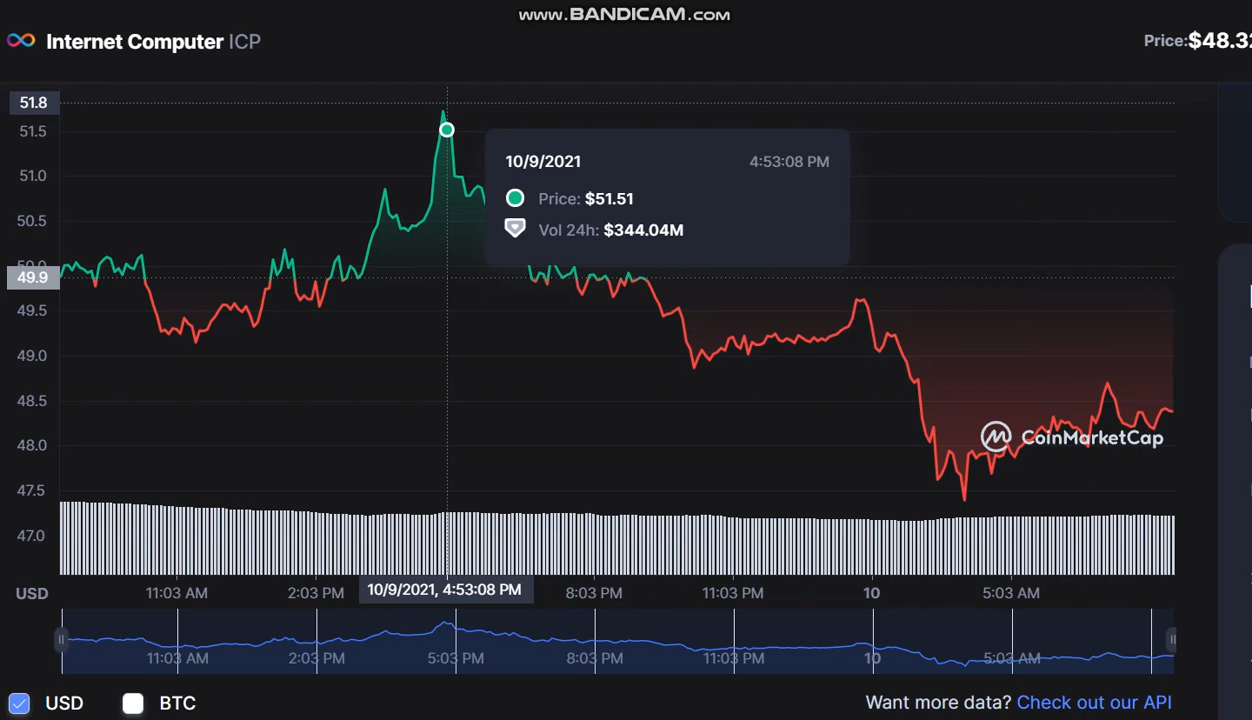 www.BANDICAM.com
Internet Computer ICP
Price:$48.32
51.8
51.5
51.0
50.5
50.0
49.9
49.5
49.0
48.5
48.0
47.5
47.0
10/9/2021 4:53:08 PM
Price: $51.51
Vol 24h: $344.04M
CoinMarketCap
USD 11:03 AM 2:03 PM 10/9/2021, 4:53:08 PM 8:03 PM 11:03 PM 10 5:03 AM
11:03 AM 2:03 PM 5:03 PM 8:03 PM 11:03 PM 10 5:03 AM
USD BTC
Want more data? Check out our API